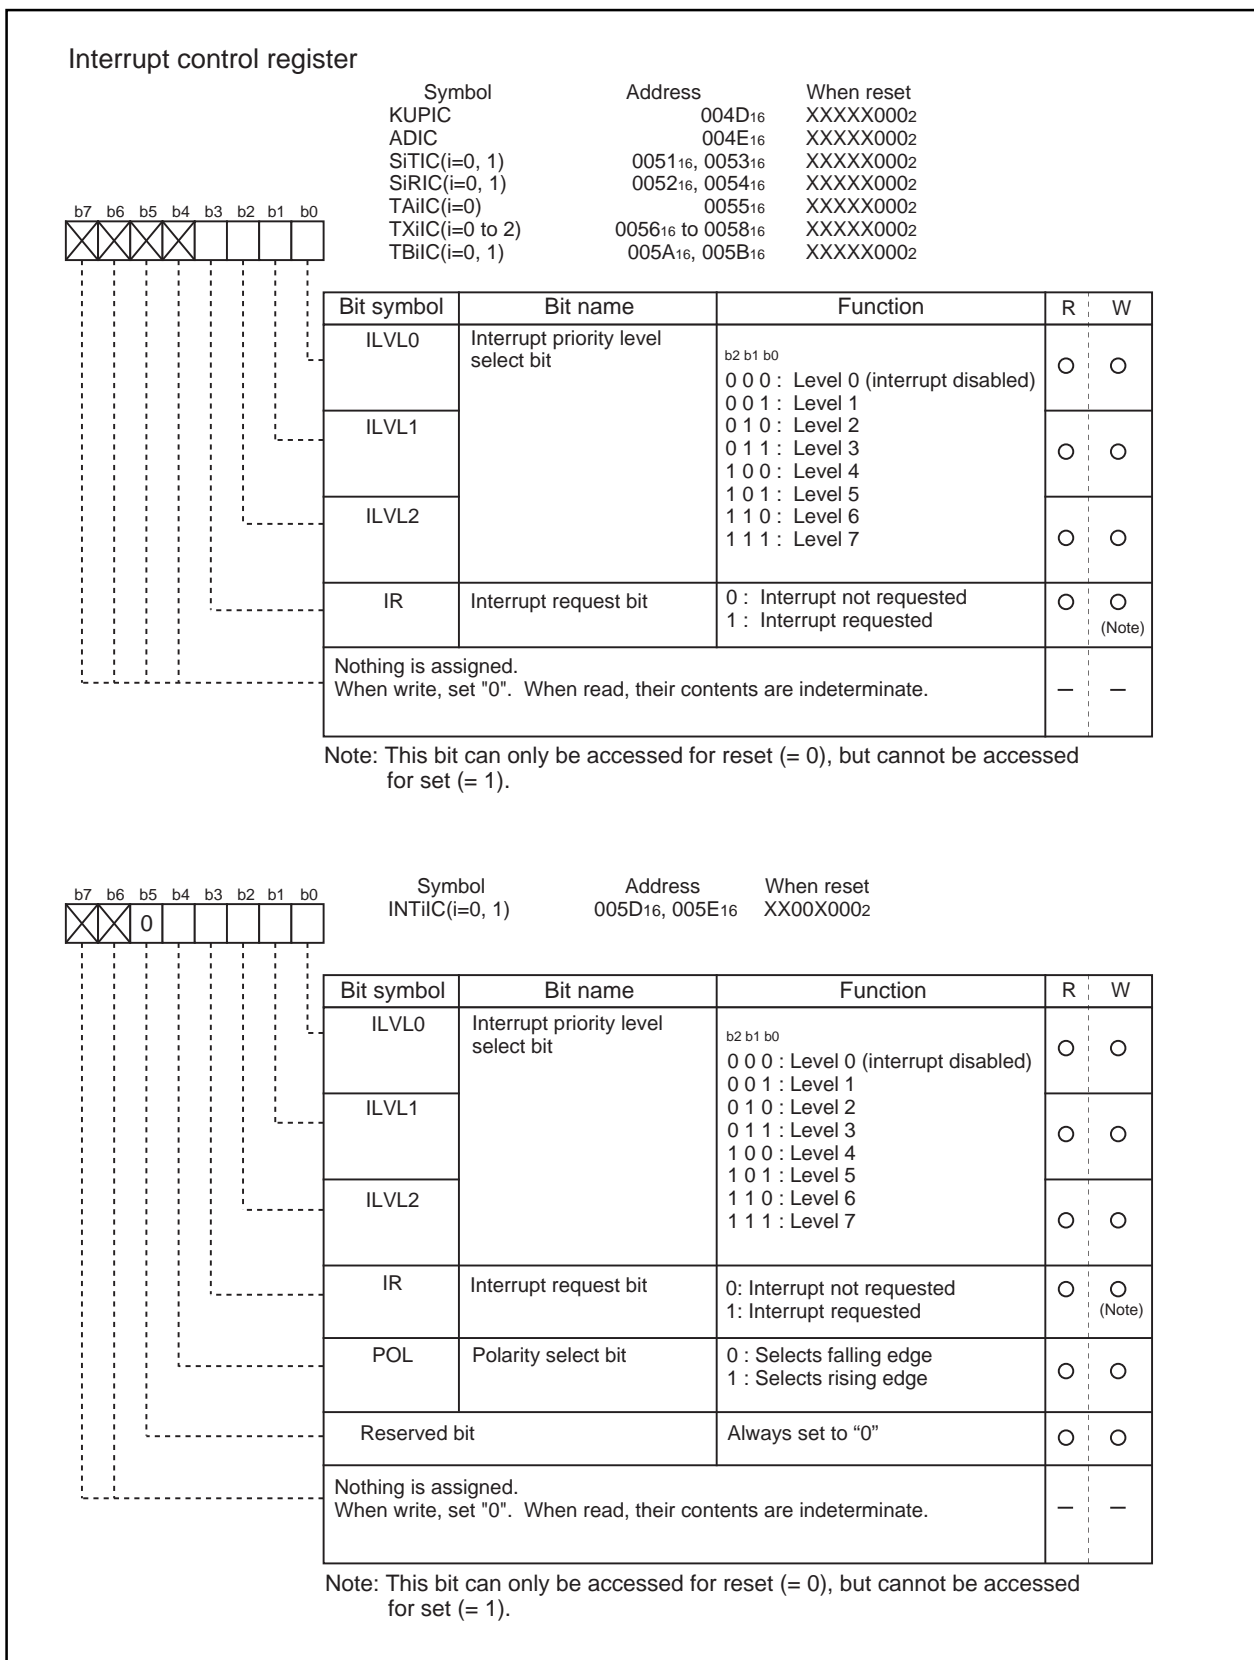 Interrupt control register
Symbol Address When reset
KUPIC 004D16 XXXXX0002
ADIC 004E16 XXXXX0002
SiTIC(i=0, 1) 005116, 005316 XXXXX0002
SiRIC(i=0, 1) 005216, 005416 XXXXX0002
TAiIC(i=0) 005516 XXXXX0002
TXiIC(i=0 to 2) 005616 to 005816 XXXXX0002
TBiIC(i=0, 1) 005A16, 005B16 XXXXX0002
b7 b6 b5 b4 b3 b2 b1 b0
Bit symbol Bit name Function R W
ILVL0 Interrupt priority level
select bit
b2 b1 b0
0 0 0 : Level 0 (interrupt disabled)
0 0 1 : Level 1
ILVL1 0 1 0 : Level 2
0 1 1 : Level 3
1 0 0 : Level 4
1 0 1 : Level 5
ILVL2 1 1 0 : Level 6
1 1 1 : Level 7
IR Interrupt request bit 0 : Interrupt not requested
1 : Interrupt requested
(Note)
Nothing is assigned.
When write, set "0". When read, their contents are indeterminate. – –
Note: This bit can only be accessed for reset (= 0), but cannot be accessed
for set (= 1).
Symbol Address When reset
INTiIC(i=0, 1) 005D16, 005E16 XX00X0002
b7 b6 b5 b4 b3 b2 b1 b0
0
Bit symbol Bit name Function R W
ILVL0 Interrupt priority level
select bit
b2 b1 b0
0 0 0 : Level 0 (interrupt disabled)
0 0 1 : Level 1
ILVL1 0 1 0 : Level 2
0 1 1 : Level 3
1 0 0 : Level 4
1 0 1 : Level 5
ILVL2 1 1 0 : Level 6
1 1 1 : Level 7
IR Interrupt request bit 0: Interrupt not requested
1: Interrupt requested
(Note)
POL Polarity select bit 0 : Selects falling edge
1 : Selects rising edge
Reserved bit Always set to “0”
Nothing is assigned.
When write, set "0". When read, their contents are indeterminate. – –
Note: This bit can only be accessed for reset (= 0), but cannot be accessed
for set (= 1).